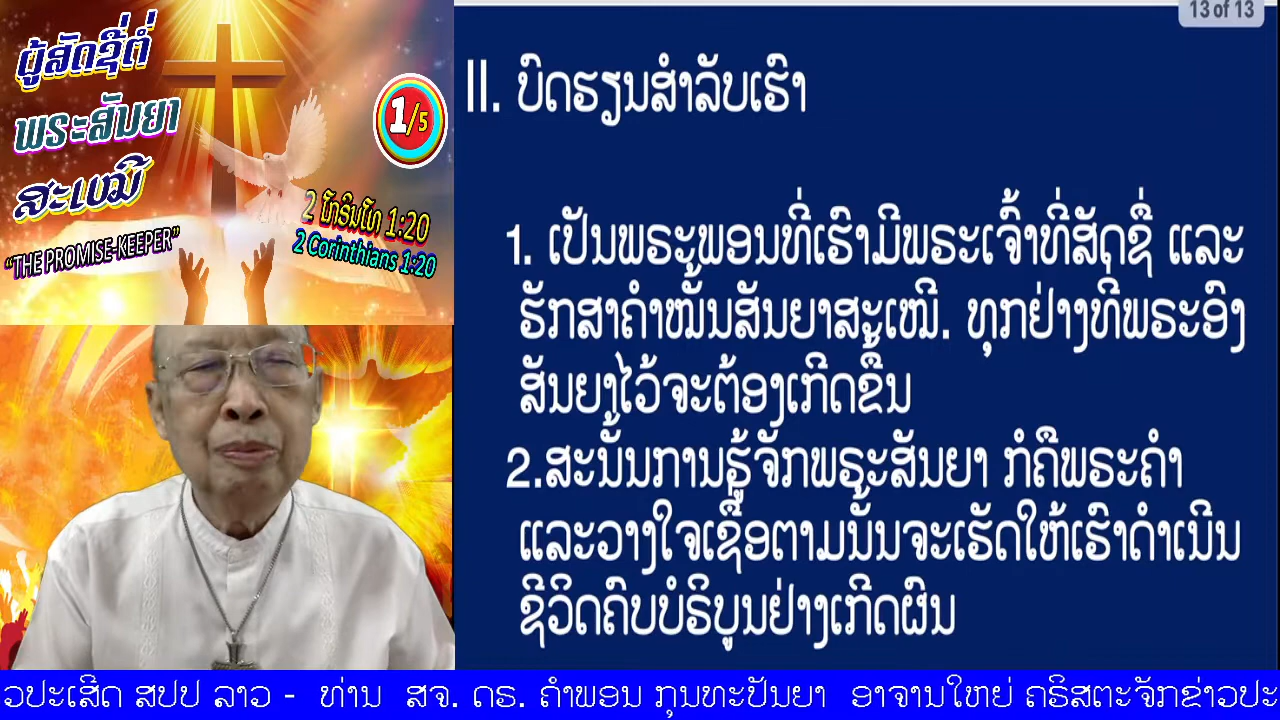 ຜູ້ສັດຊື່ຕໍ່
ພຣະສັນຍາ
ສະເໝີ
"THE PROMISE-KEEPER"
1/5
2 ໂກຣິນໂທ 1:20
2 Corinthians 1:20
13 of 13
II. ບົດຮຽນສຳລັບເຮົາ
1. ເປັນພຣະພອນທີ່ເຮົາມີພຣະເຈົ້າທີ່ສັດຊື່ ແລະ
ຮັກສາຄຳໝັ້ນສັນຍາສະເໝີ. ທຸກຢ່າງທີ່ພຣະອົງ
ສັນຍາໄວ້ຈະຕ້ອງເກີດຂຶ້ນ
2.ສະນັ້ນການຮູ້ຈັກພຣະສັນຍາ ກໍຄືພຣະຄຳ
ແລະວາງໃຈເຊື່ອຕາມນັ້ນຈະເຮັດໃຫ້ເຮົາດຳເນີນ
ຊີວິດຄົບບໍຣິບູນຢ່າງເກີດຜົນ
ວປະເສີດ ສປປ ລາວ - ທ່ານ ສຈ. ດຣ. ຄຳພອນ ກຸນທະປັນຍາ ອາຈານໃຫຍ່ ຄຣິສຕະຈັກຂ່າວປະ